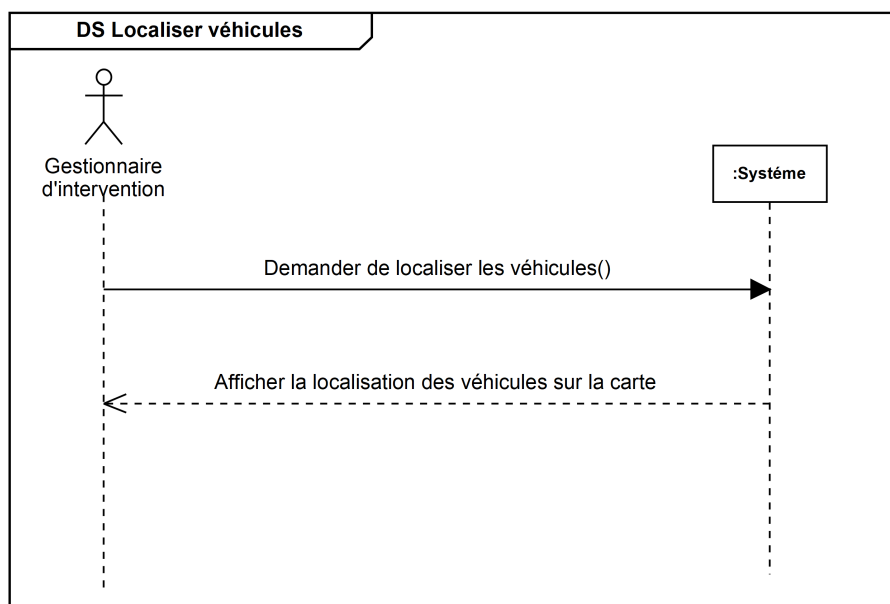 DS Localiser véhicules
Gestionnaire
d'intervention
:Systéme
Demander de localiser les véhicules()
Afficher la localisation des véhicules sur la carte